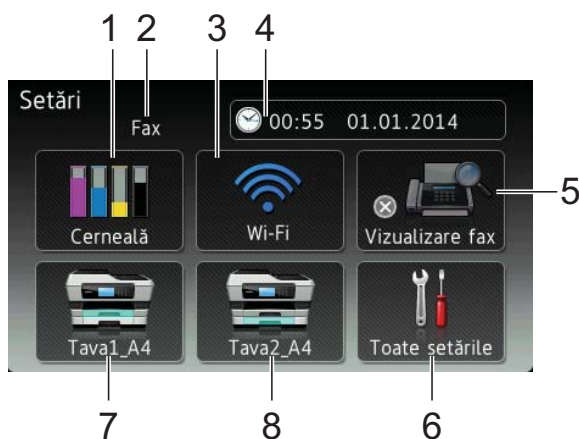 1 2 3 4
Setări
Fax
00:55 01.01.2014
5
Cerneală
Wi-Fi
Vizualizare fax
Tava1_A4
Tava2_A4
Toate setările
7 8 6